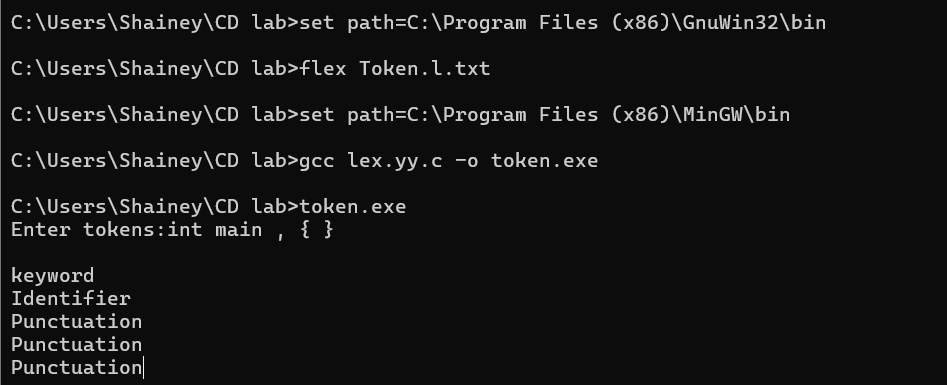 C:\Users\Shainey\CD lab>set path=C:\Program Files (x86)\GnuWin32\bin
C:\Users\Shainey\CD lab>flex Token.l.txt
C:\Users\Shainey\CD lab>set path=C:\Program Files (x86)\MinGW\bin
C:\Users\Shainey\CD lab>gcc lex.yy.c -o token.exe
C:\Users\Shainey\CD lab>token.exe
Enter tokens:int main , { }
keyword
Identifier
Punctuation
Punctuation
Punctuation